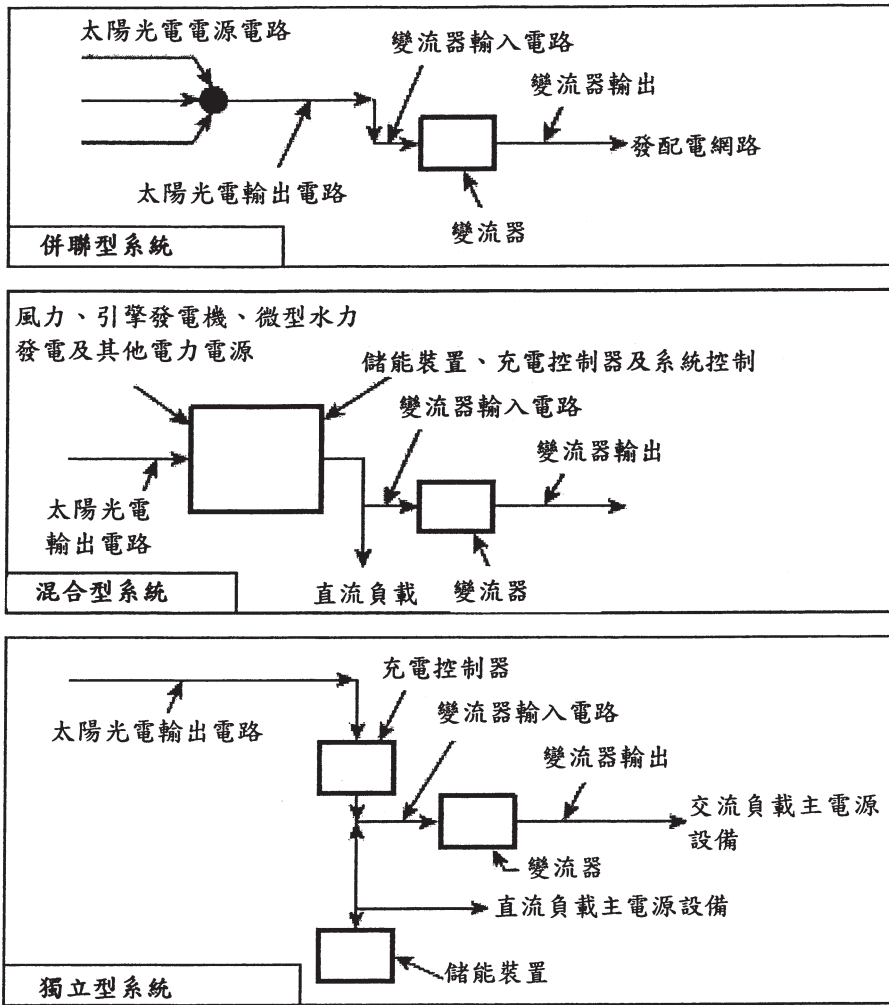 太陽光電電源電路
變流器輸入電路
變流器輸出
發配電網路
太陽光電輸出電路
變流器
併聯型系統
風力、引擎發電機、微型水力
發電及其他電力電源
儲能裝置、充電控制器及系統控制
變流器輸入電路
變流器輸出
太陽光電
輸出電路
直流負載
變流器
混合型系統
充電控制器
太陽光電輸出電路
變流器輸入電路
變流器輸出
交流負載主電源
設備
變流器
直流負載主電源設備
儲能裝置
獨立型系統